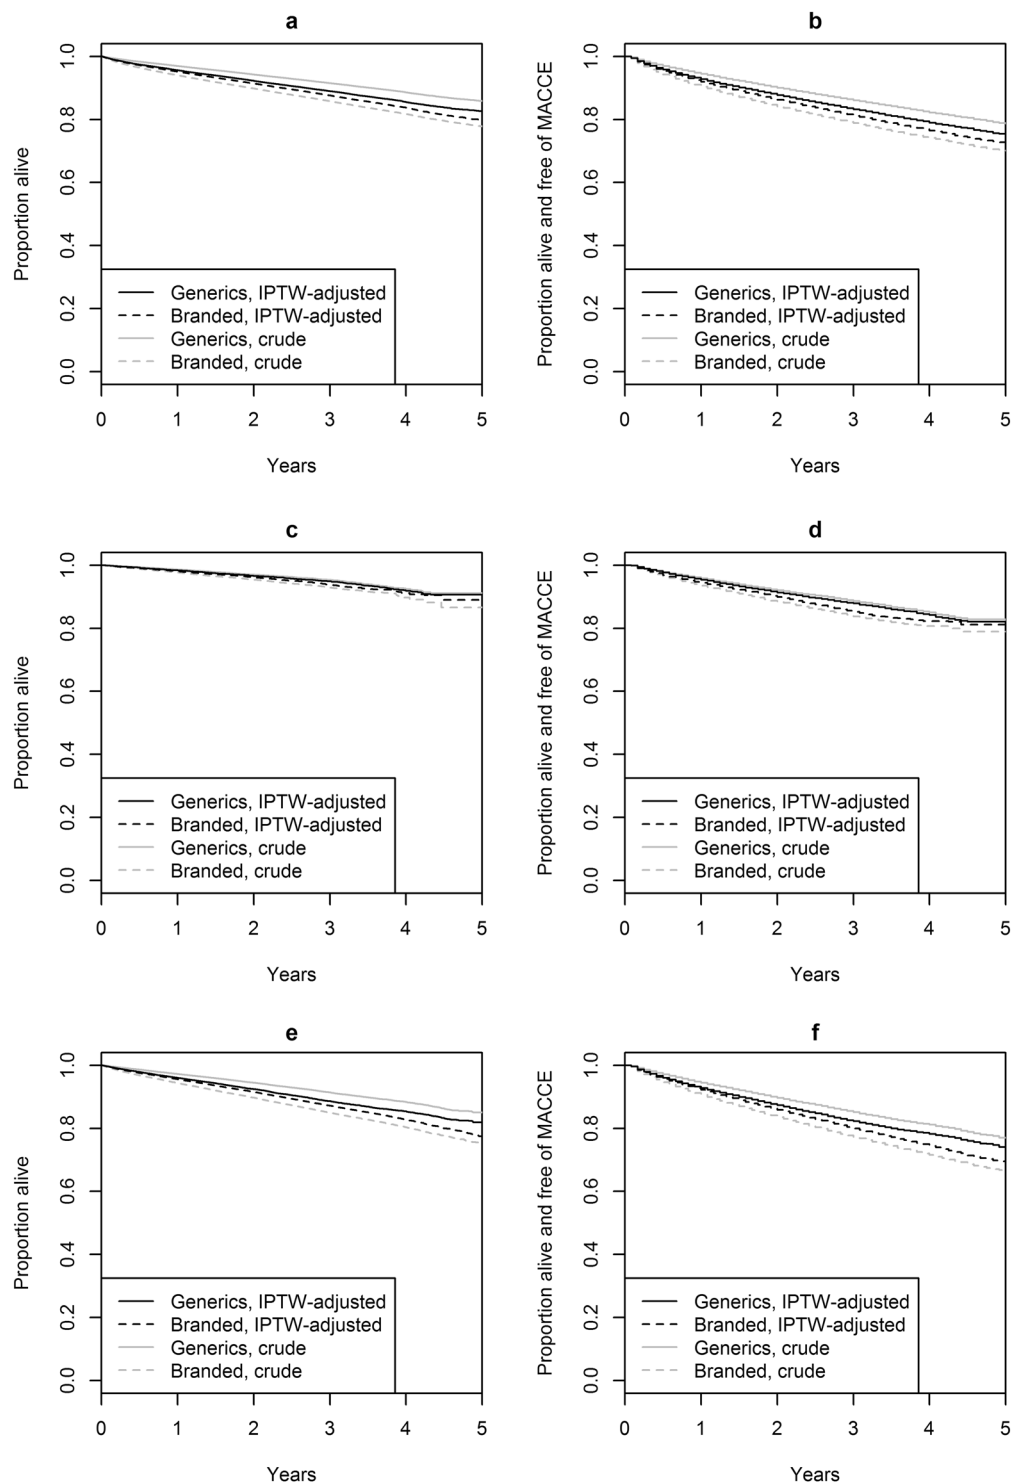 a
Proportion alive
1.0
0.8
0.6
0.4
0.2
0.0
Generics, IPTW-adjusted
Branded, IPTW-adjusted
Generics, crude
Branded, crude
0 1 2 3 4 5
Years
b
Proportion alive and free of MACCE
1.0
0.8
0.6
0.4
0.2
0.0
Generics, IPTW-adjusted
Branded, IPTW-adjusted
Generics, crude
Branded, crude
0 1 2 3 4 5
Years
c
Proportion alive
1.0
0.8
0.6
0.4
0.2
0.0
Generics, IPTW-adjusted
Branded, IPTW-adjusted
Generics, crude
Branded, crude
0 1 2 3 4 5
Years
d
Proportion alive and free of MACCE
1.0
0.8
0.6
0.4
0.2
0.0
Generics, IPTW-adjusted
Branded, IPTW-adjusted
Generics, crude
Branded, crude
0 1 2 3 4 5
Years
e
Proportion alive
1.0
0.8
0.6
0.4
0.2
0.0
Generics, IPTW-adjusted
Branded, IPTW-adjusted
Generics, crude
Branded, crude
0 1 2 3 4 5
Years
f
Proportion alive and free of MACCE
1.0
0.8
0.6
0.4
0.2
0.0
Generics, IPTW-adjusted
Branded, IPTW-adjusted
Generics, crude
Branded, crude
0 1 2 3 4 5
Years